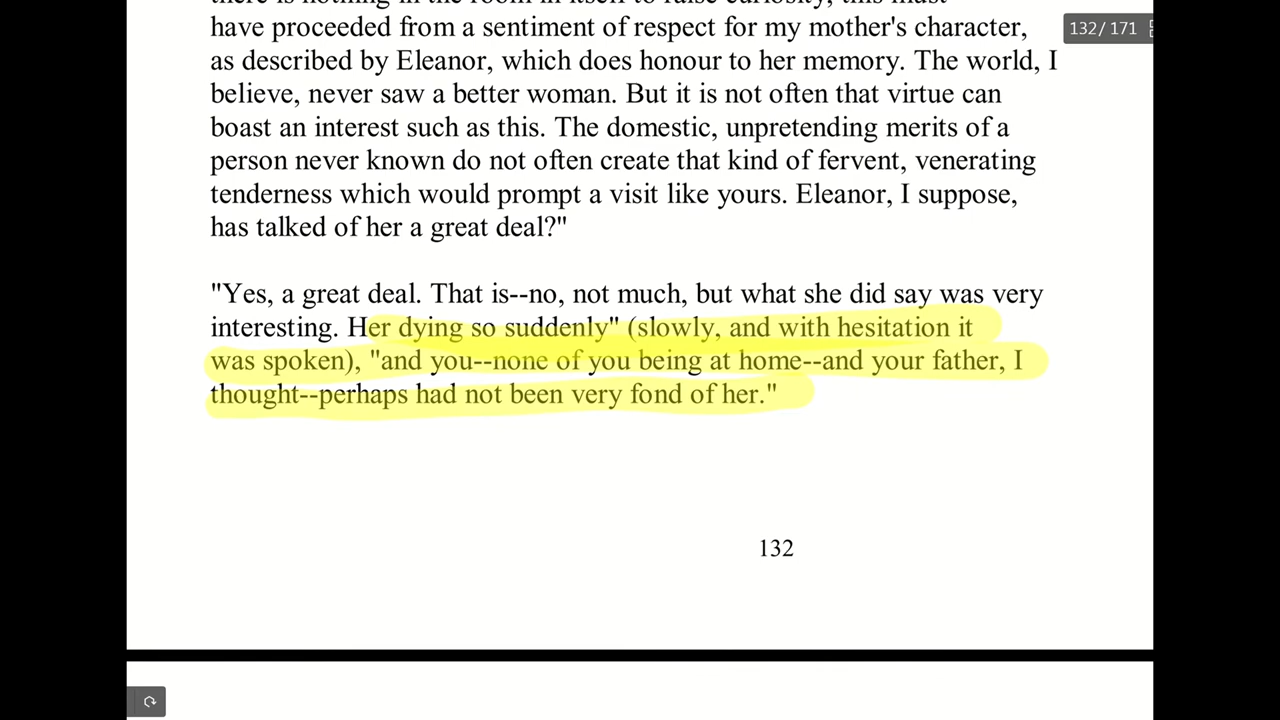 132/ 171
have proceeded from a sentiment of respect for my mother's character,
as described by Eleanor, which does honour to her memory. The world, I
believe, never saw a better woman. But it is not often that virtue can
boast an interest such as this. The domestic, unpretending merits of a
person never known do not often create that kind of fervent, venerating
tenderness which would prompt a visit like yours. Eleanor, I suppose,
has talked of her a great deal?"
"Yes, a great deal. That is--no, not much, but what she did say was very
interesting. Her dying so suddenly" (slowly, and with hesitation it
was spoken), "and you--none of you being at home--and your father, I
thought--perhaps had not been very fond of her."
132